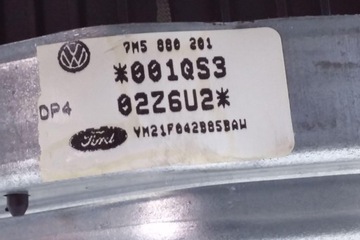 7M5 880 201
*001QS3
02Z6U2*
DP4
Ford YM21F042B85BAW